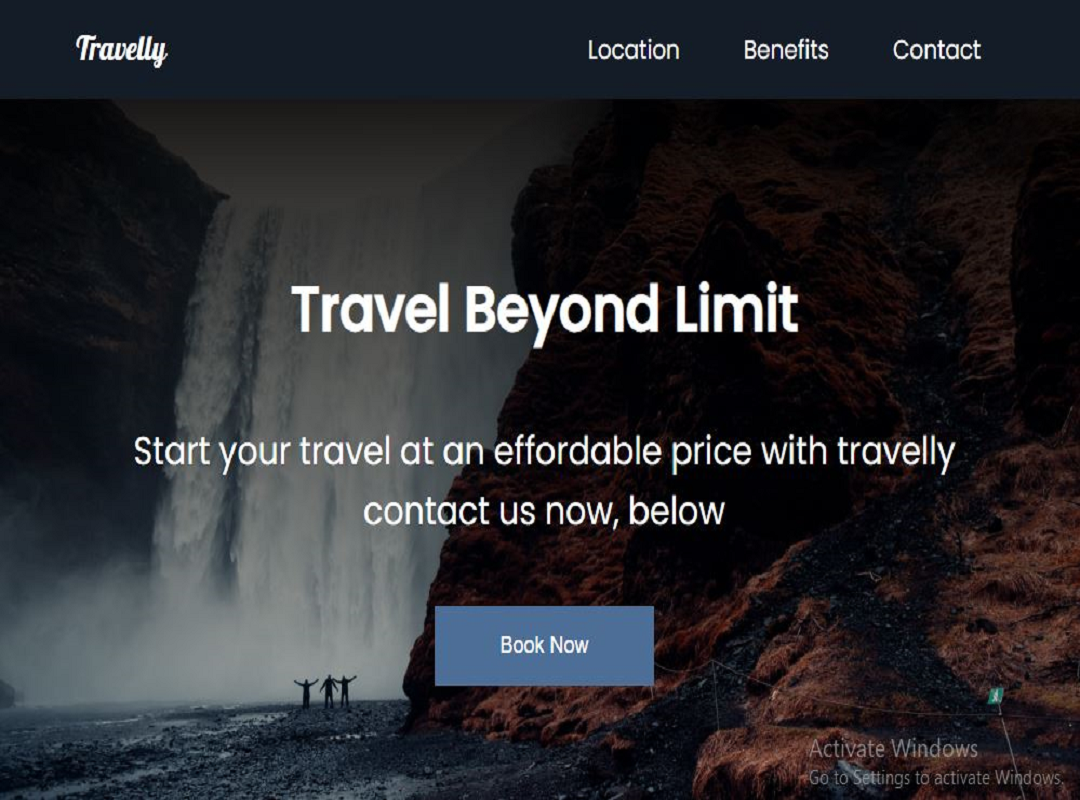 Travelly
Location
Benefits
Contact
Travel Beyond Limit
Start your travel at an effordable price with travelly
contact us now, below
Book Now
Activate Windows
Go to Settings to activate Windows.